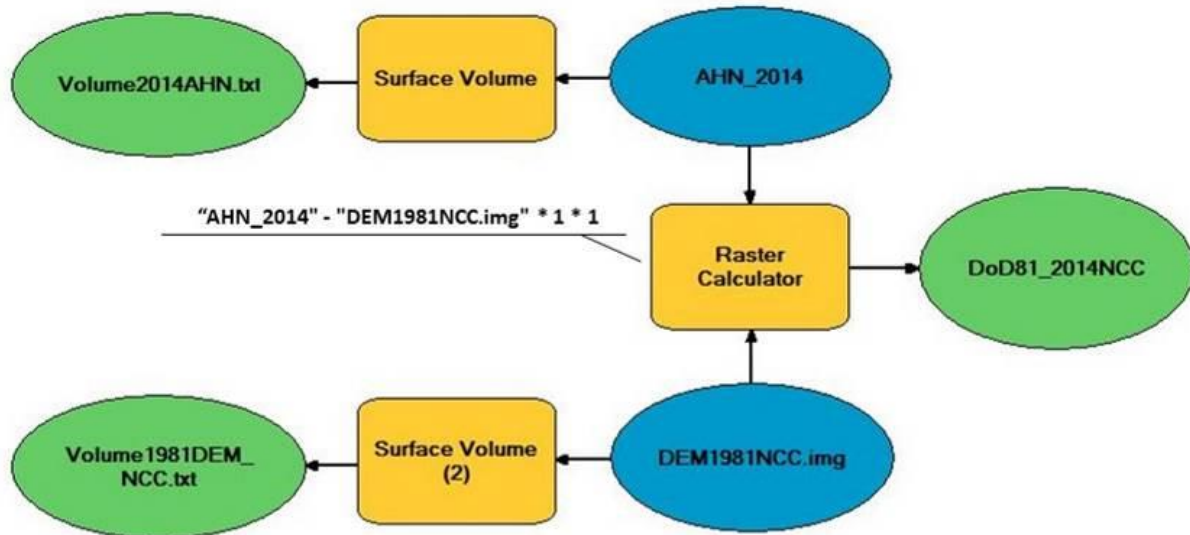 Volume2014AHN.txt
Surface Volume
AHN_2014
“AHN_2014" - "DEM1981NCC.img" * 1 * 1
Raster
Calculator
DoD81_2014NCC
Volume1981DEM_
NCC.txt
Surface Volume
(2)
DEM1981NCC.img